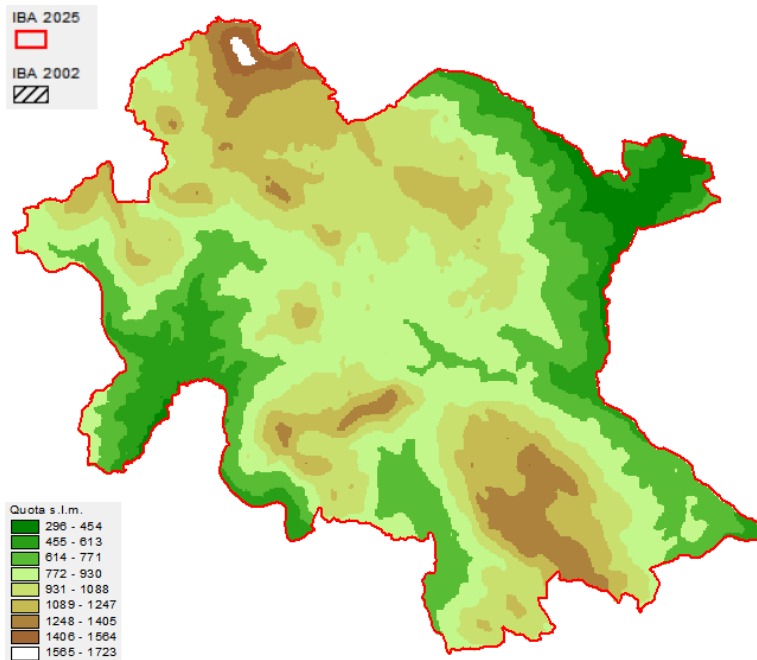 IBA 2025
IBA 2002
Quota s.l.m.
296 - 454
455 - 613
614 - 771
772 - 930
931 - 1088
1089 - 1247
1248 - 1405
1406 - 1564
1565 - 1723